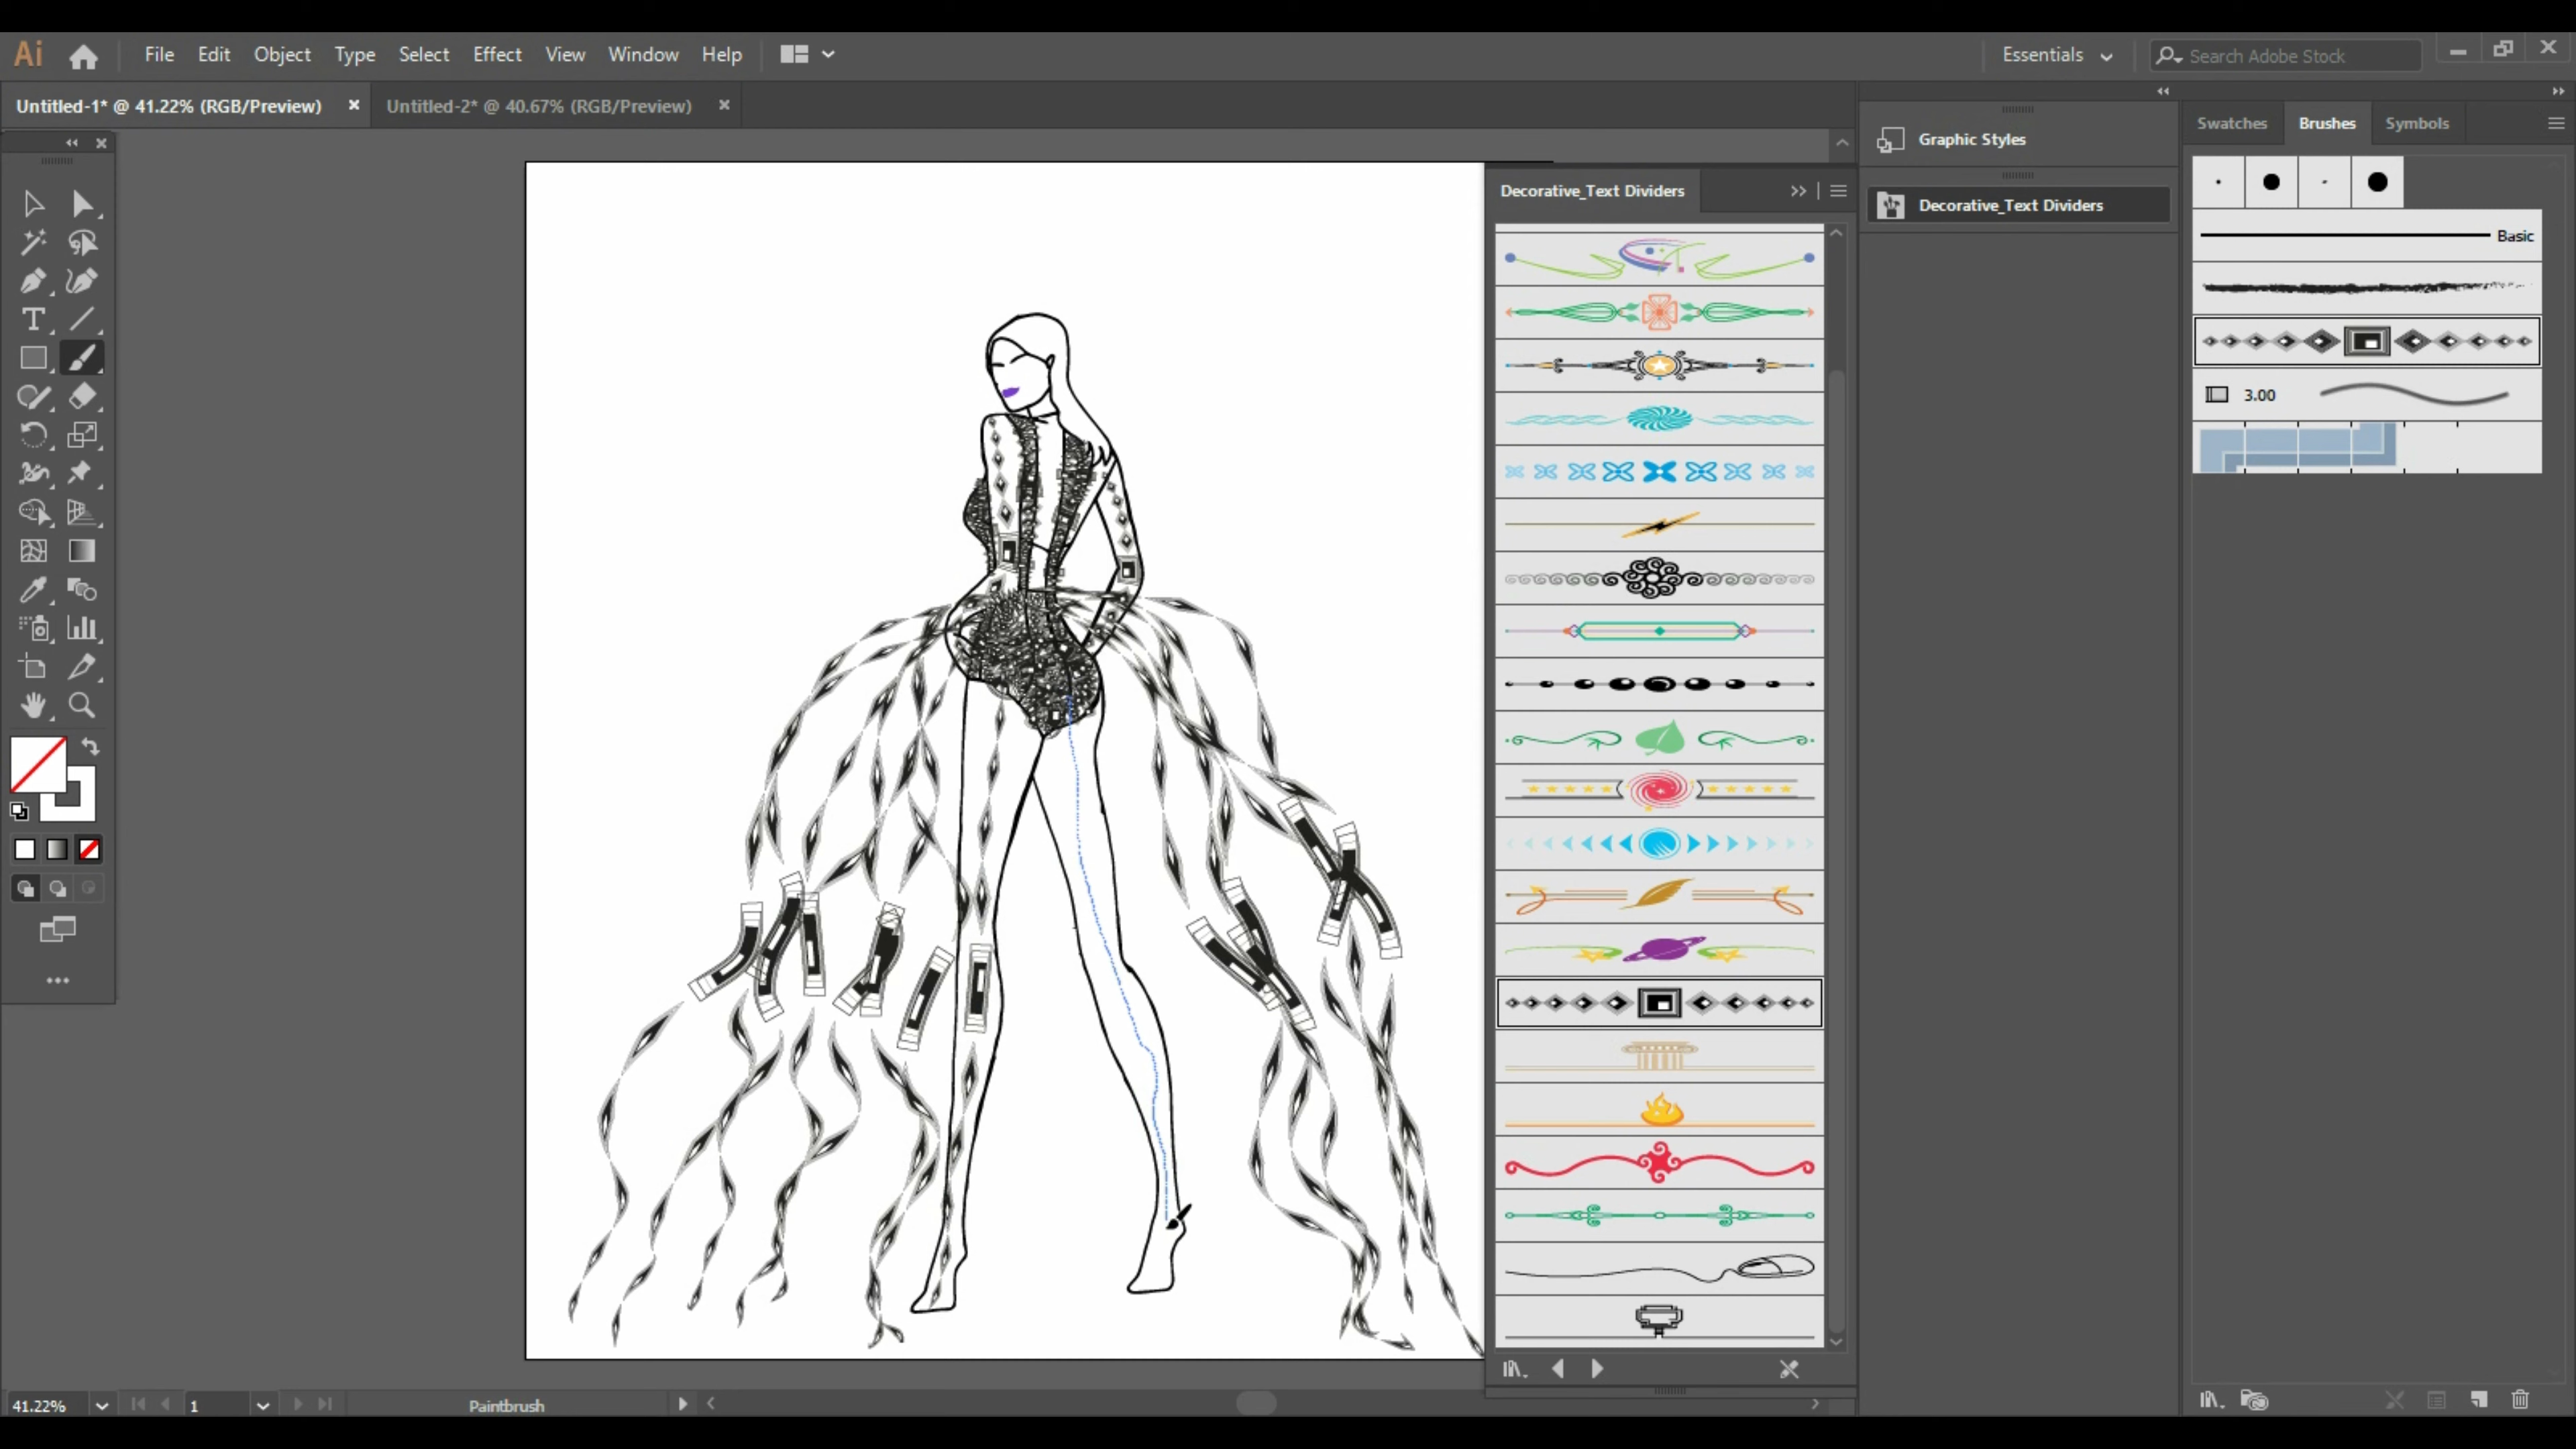 Ai File Edit Object Type Select Effect View Window Help Essentials Search Adobe Stock
Untitled-1* @ 41.22% (RGB/Preview) Untitled-2* @ 40.67% (RGB/Preview)
Swatches Brushes Symbols
Graphic Styles
Decorative_Text Dividers
Decorative_Text Dividers
Basic
3.00
41.22% 1 Paintbrush